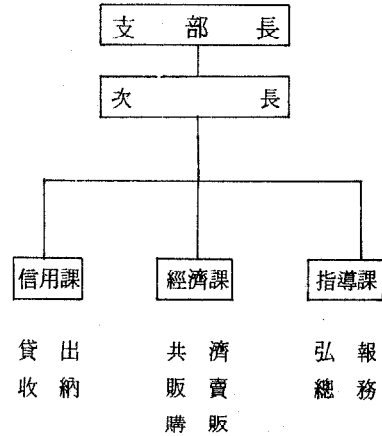 支部長
次長
信用課 經濟課 指導課
貸出 共濟 弘報
收納 販賣 總務
購販